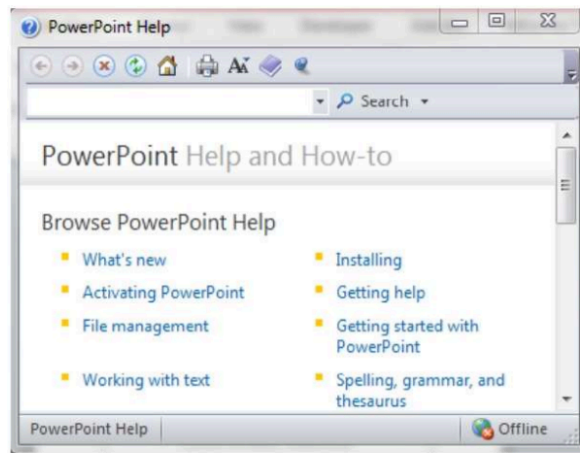 PowerPoint Help
Search
PowerPoint Help and How-to
Browse PowerPoint Help
What's new
Installing
Activating PowerPoint
Getting help
File management
Getting started with
PowerPoint
Working with text
Spelling, grammar, and
thesaurus
PowerPoint Help
Offline